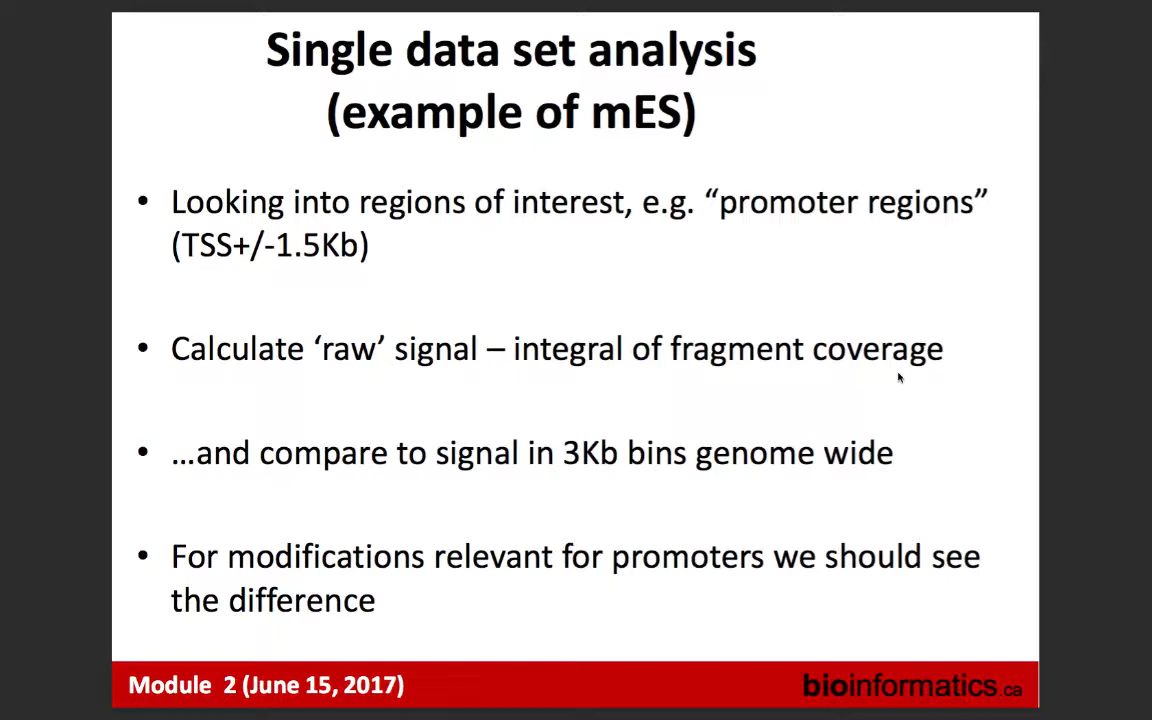 Single data set analysis
(example of mES)
• Looking into regions of interest, e.g. “promoter regions”
(TSS+/-1.5Kb)
• Calculate ‘raw’ signal – integral of fragment coverage
• …and compare to signal in 3Kb bins genome wide
• For modifications relevant for promoters we should see
the difference
Module 2 (June 15, 2017)
bioinformatics.ca